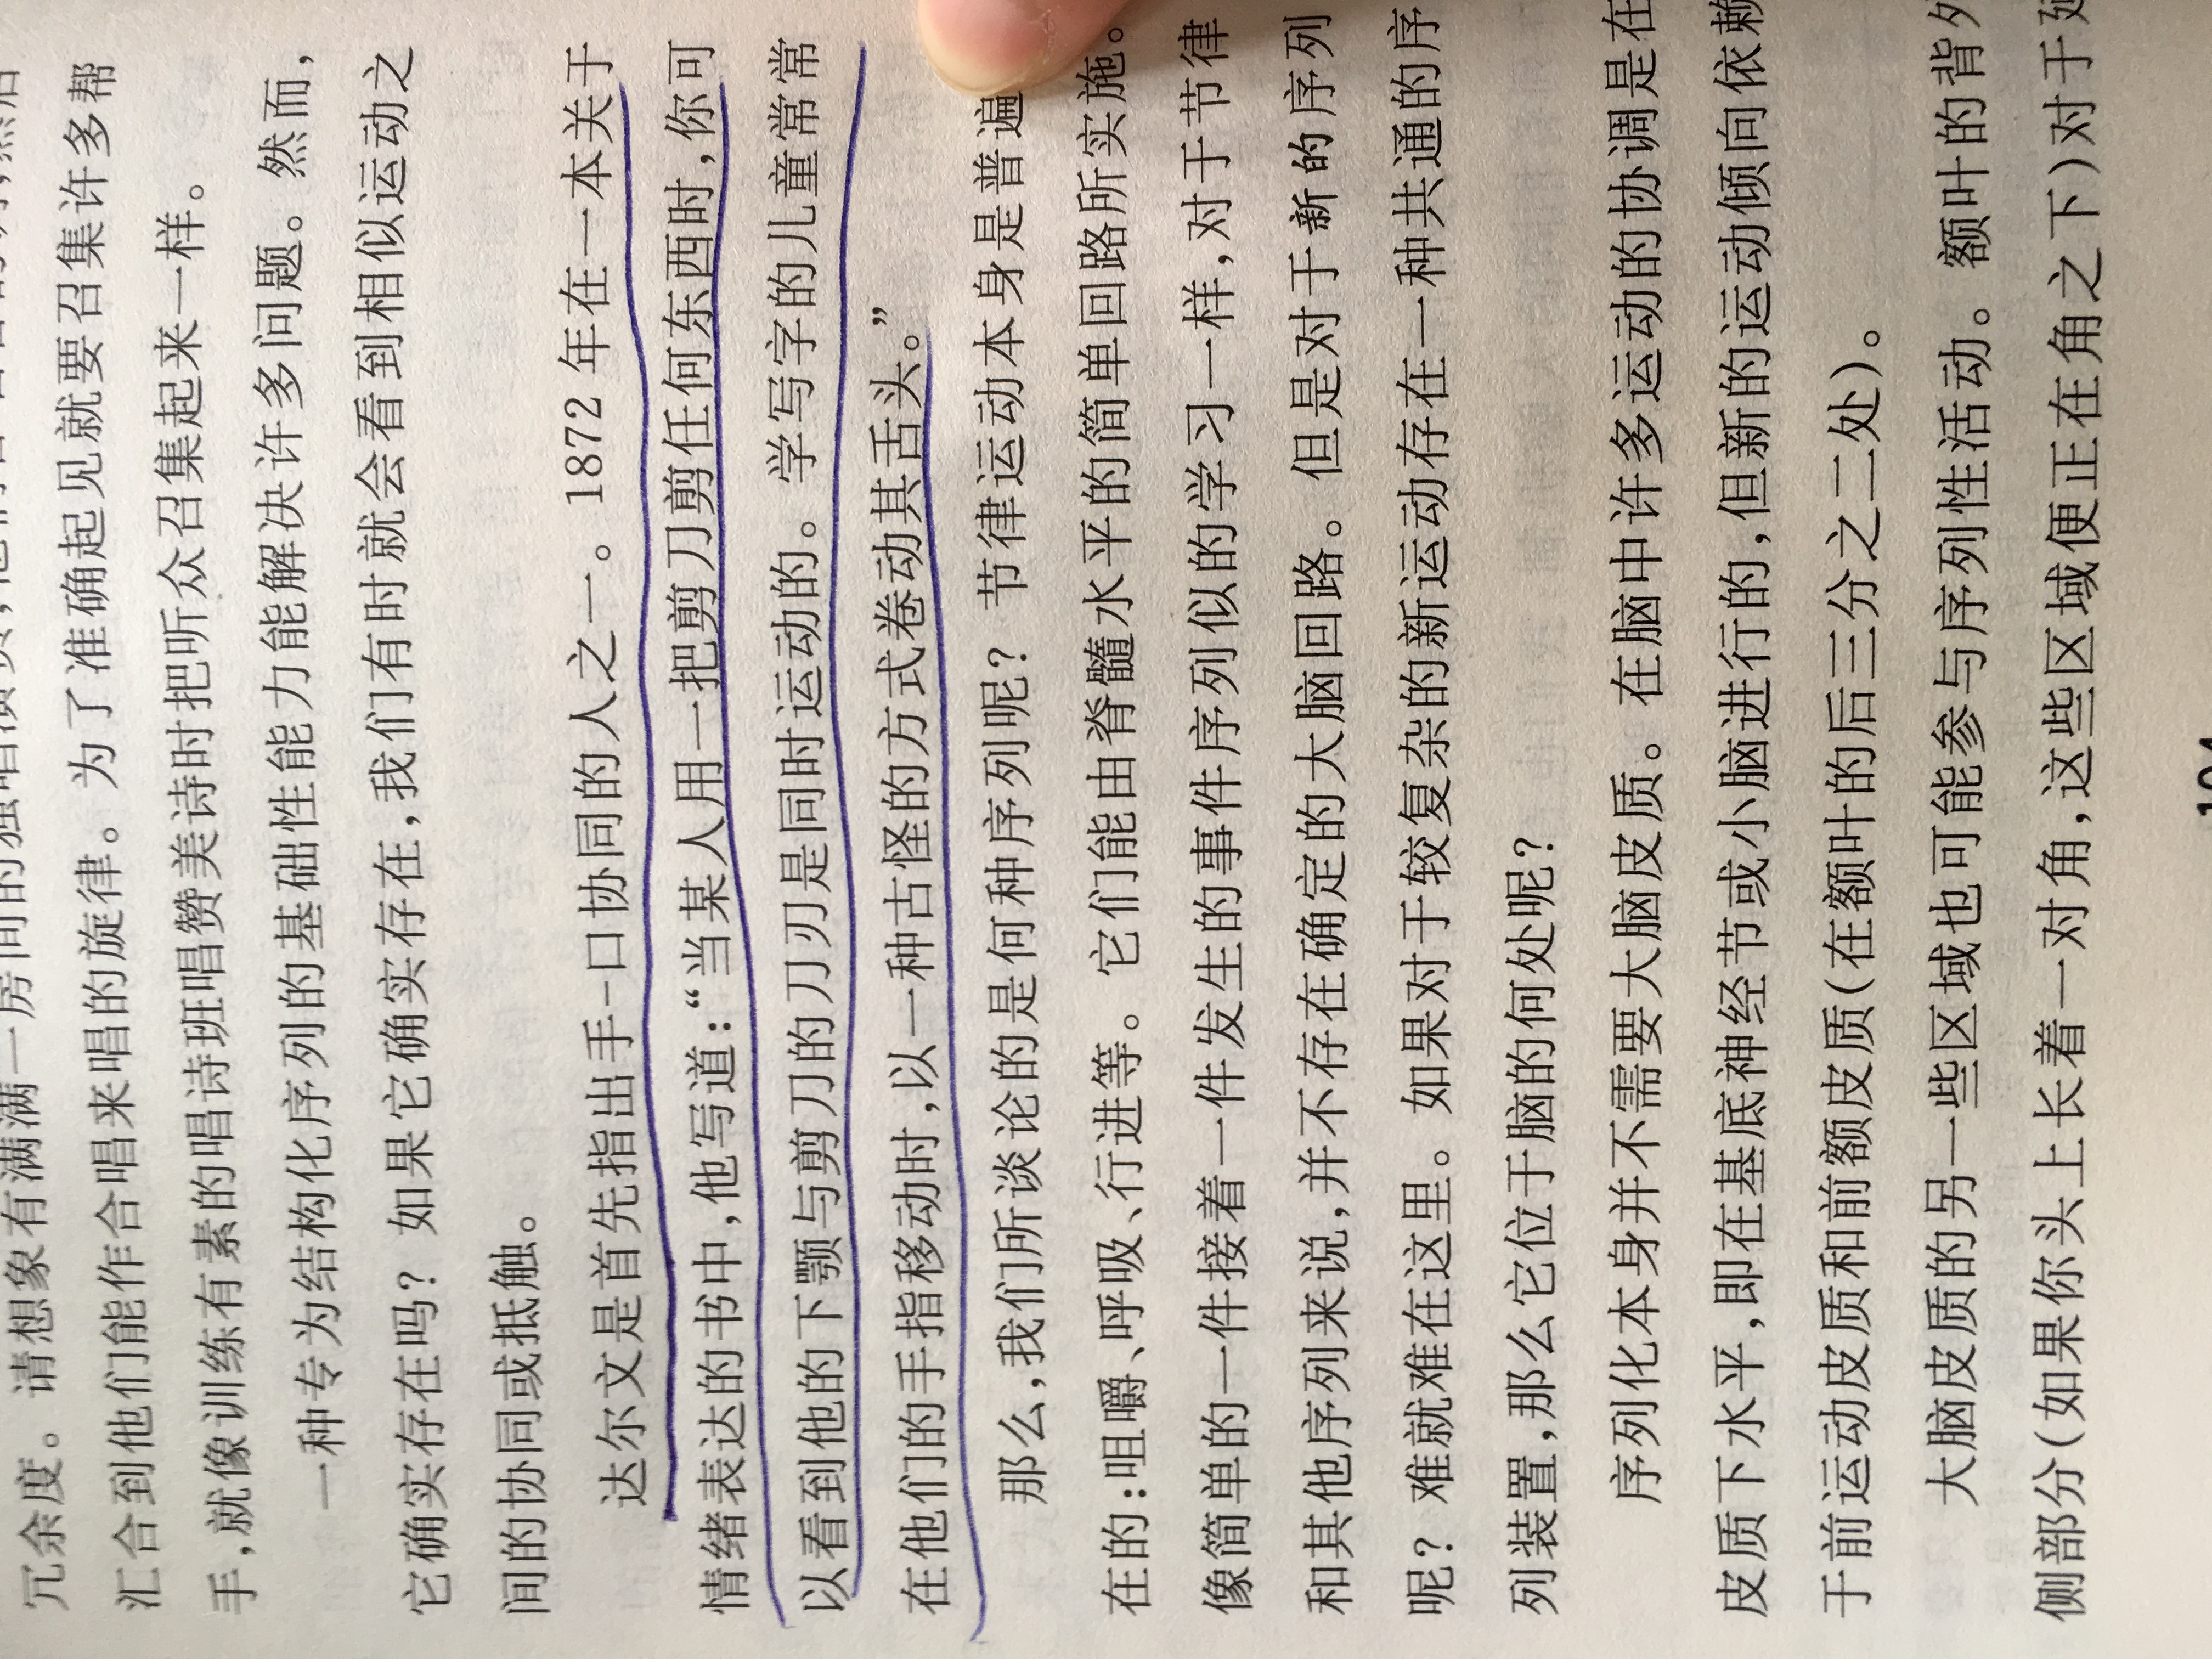 冗余度。请想象有满满一房间的独唱演员,他们
汇合到他们能作合唱来唱的旋律。为了准确起见就要召集许多帮
手,就像训练有素的唱诗班唱赞美诗时把听众召集起来一样。
一种专为结构化序列的基础性能力能解决许多问题。然而,
它确实存在吗?如果它确实存在,我们有时就会看到相似运动之
间的协同或抵触。
达尔文是首先指出手-口协同的人之一。1872 年在一本关于
情绪表达的书中,他写道:“当某人用一把剪刀剪任何东西时,你可
以看到他的下颚与剪刀的刀刃是同时运动的。学写字的儿童常常
在他们的手指移动时,以一种古怪的方式卷动其舌头。”
那么,我们所谈论的是何种序列呢?节律运动本身是普遍
在的:咀嚼、呼吸、行进等。它们能由脊髓水平的简单回路所实施。
像简单的一件接着一件发生的事件序列似的学习一样,对于节律
和其他序列来说,并不存在确定的大脑回路。但是对于新的序列
呢?难就难在这里。如果对于较复杂的新运动存在一种共通的序
列装置,那么它位于脑的何处呢?
序列化本身并不需要大脑皮质。在脑中许多运动的协调是在
皮质下水平,即在基底神经节或小脑进行的,但新的运动倾向依赖
于前运动皮质和前额皮质(在额叶的后三分之二处)。
大脑皮质的另一些区域也可能参与序列性活动。额叶的背外
侧部分(如果你头上长着一对角,这些区域便正在角之下)对于延